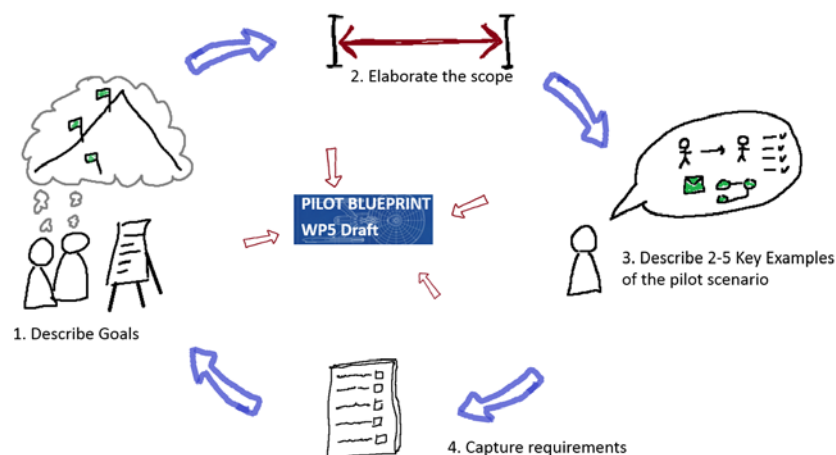 2. Elaborate the scope
PILOT BLUEPRINT
WP5 Draft
3. Describe 2-5 Key Examples
of the pilot scenario
1. Describe Goals
4. Capture requirements